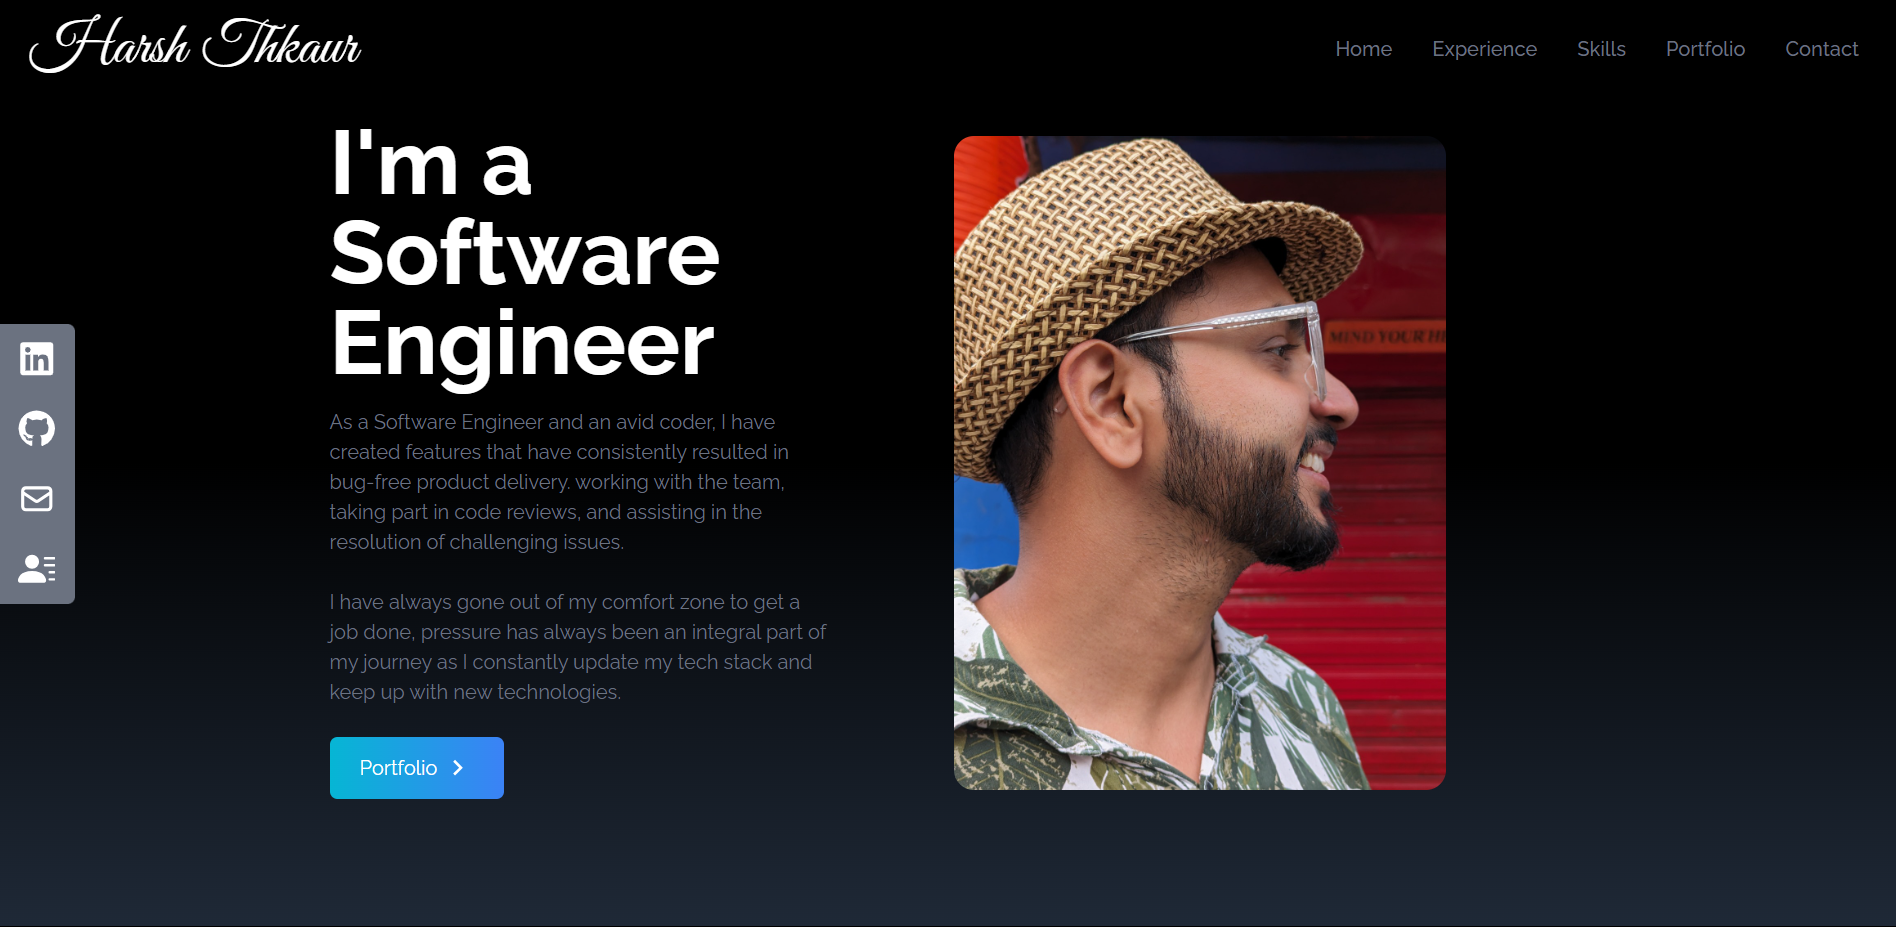 Harsh Thkaur
Home Experience Skills Portfolio Contact
I'm a
Software
Engineer
As a Software Engineer and an avid coder, I have
created features that have consistently resulted in
bug-free product delivery. working with the team,
taking part in code reviews, and assisting in the
resolution of challenging issues.
I have always gone out of my comfort zone to get a
job done, pressure has always been an integral part of
my journey as I constantly update my tech stack and
keep up with new technologies.
Portfolio
in
MIND YOUR